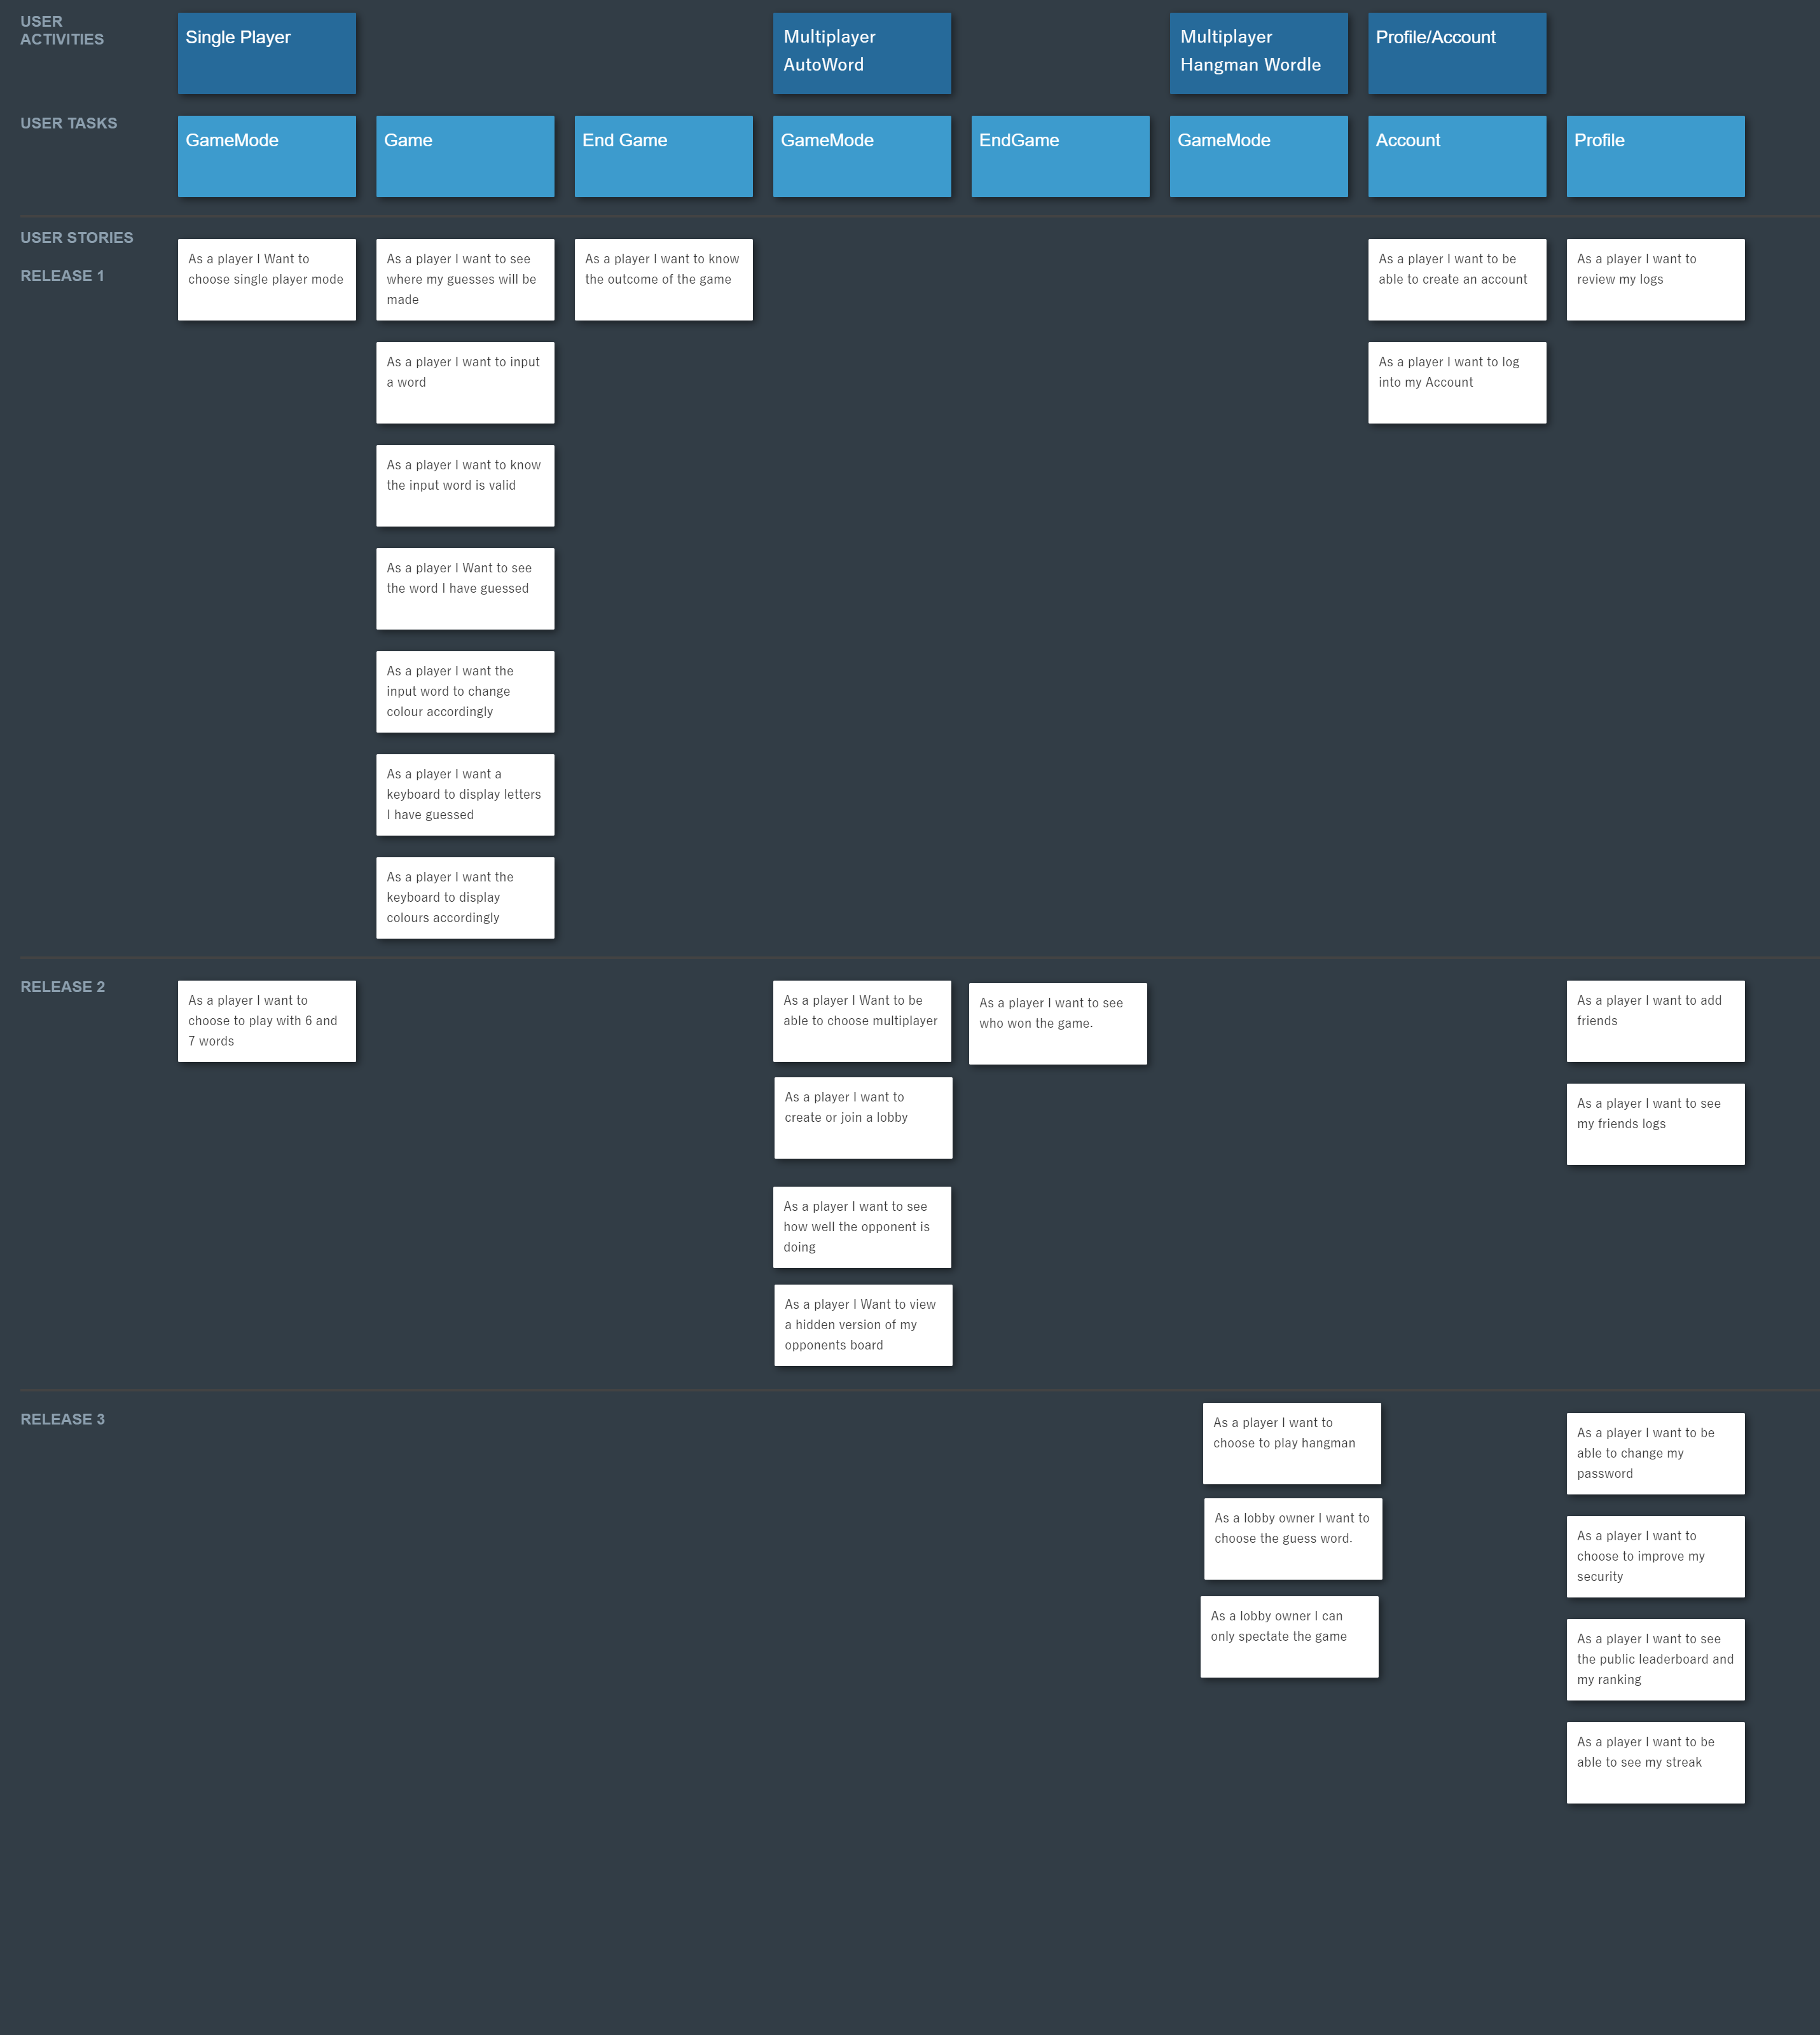 USER
ACTIVITIES
Single Player
Multiplayer
AutoWord
Multiplayer
Hangman Wordle
Profile/Account
USER TASKS
GameMode
Game
End Game
GameMode
EndGame
GameMode
Account
Profile
USER STORIES
RELEASE 1
As a player I Want to
choose single player mode
As a player I want to see
where my guesses will be
made
As a player I want to know
the outcome of the game
As a player I want to be
able to create an account
As a player I want to
review my logs
As a player I want to input
a word
As a player I want to log
into my Account
As a player I want to know
the input word is valid
As a player I Want to see
the word I have guessed
As a player I want the
input word to change
colour accordingly
As a player I want a
keyboard to display letters
I have guessed
As a player I want the
keyboard to display
colours accordingly
RELEASE 2
As a player I want to
choose to play with 6 and
7 words
As a player I Want to be
able to choose multiplayer
As a player I want to see
who won the game.
As a player I want to add
friends
As a player I want to
create or join a lobby
As a player I want to see
my friends logs
As a player I want to see
how well the opponent is
doing
As a player I Want to view
a hidden version of my
opponents board
RELEASE 3
As a player I want to
choose to play hangman
As a player I want to be
able to change my
password
As a lobby owner I want to
choose the guess word.
As a player I want to
choose to improve my
security
As a lobby owner I can
only spectate the game
As a player I want to see
the public leaderboard and
my ranking
As a player I want to be
able to see my streak